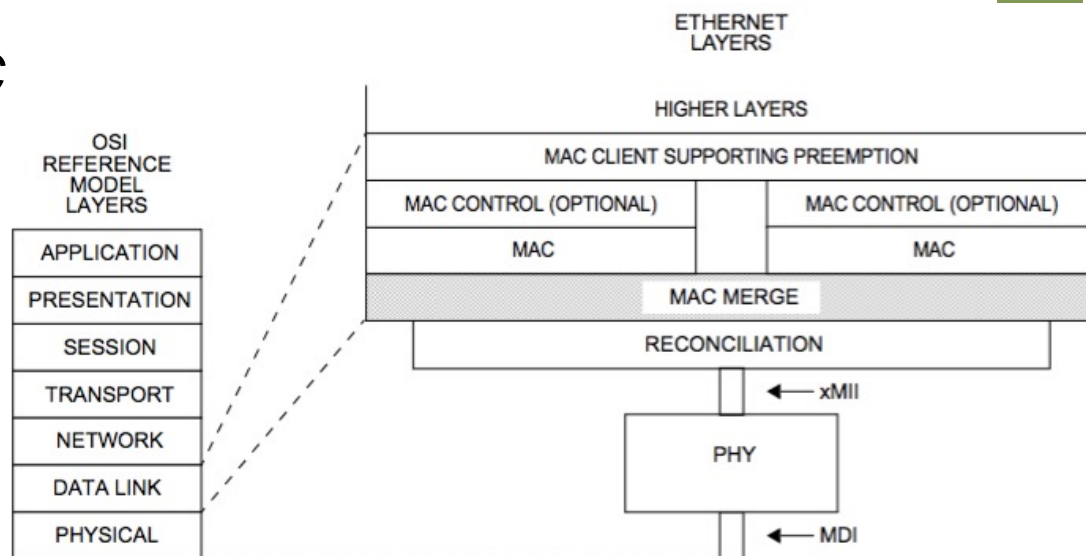 ETHERNET
LAYERS
OSI
REFERENCE
MODEL
LAYERS
APPLICATION
PRESENTATION
SESSION
TRANSPORT
NETWORK
DATA LINK
PHYSICAL
HIGHER LAYERS
MAC CLIENT SUPPORTING PREEMPTION
MAC CONTROL (OPTIONAL)
MAC CONTROL (OPTIONAL)
MAC
MAC
MAC MERGE
RECONCILIATION
xMII
PHY
MDI